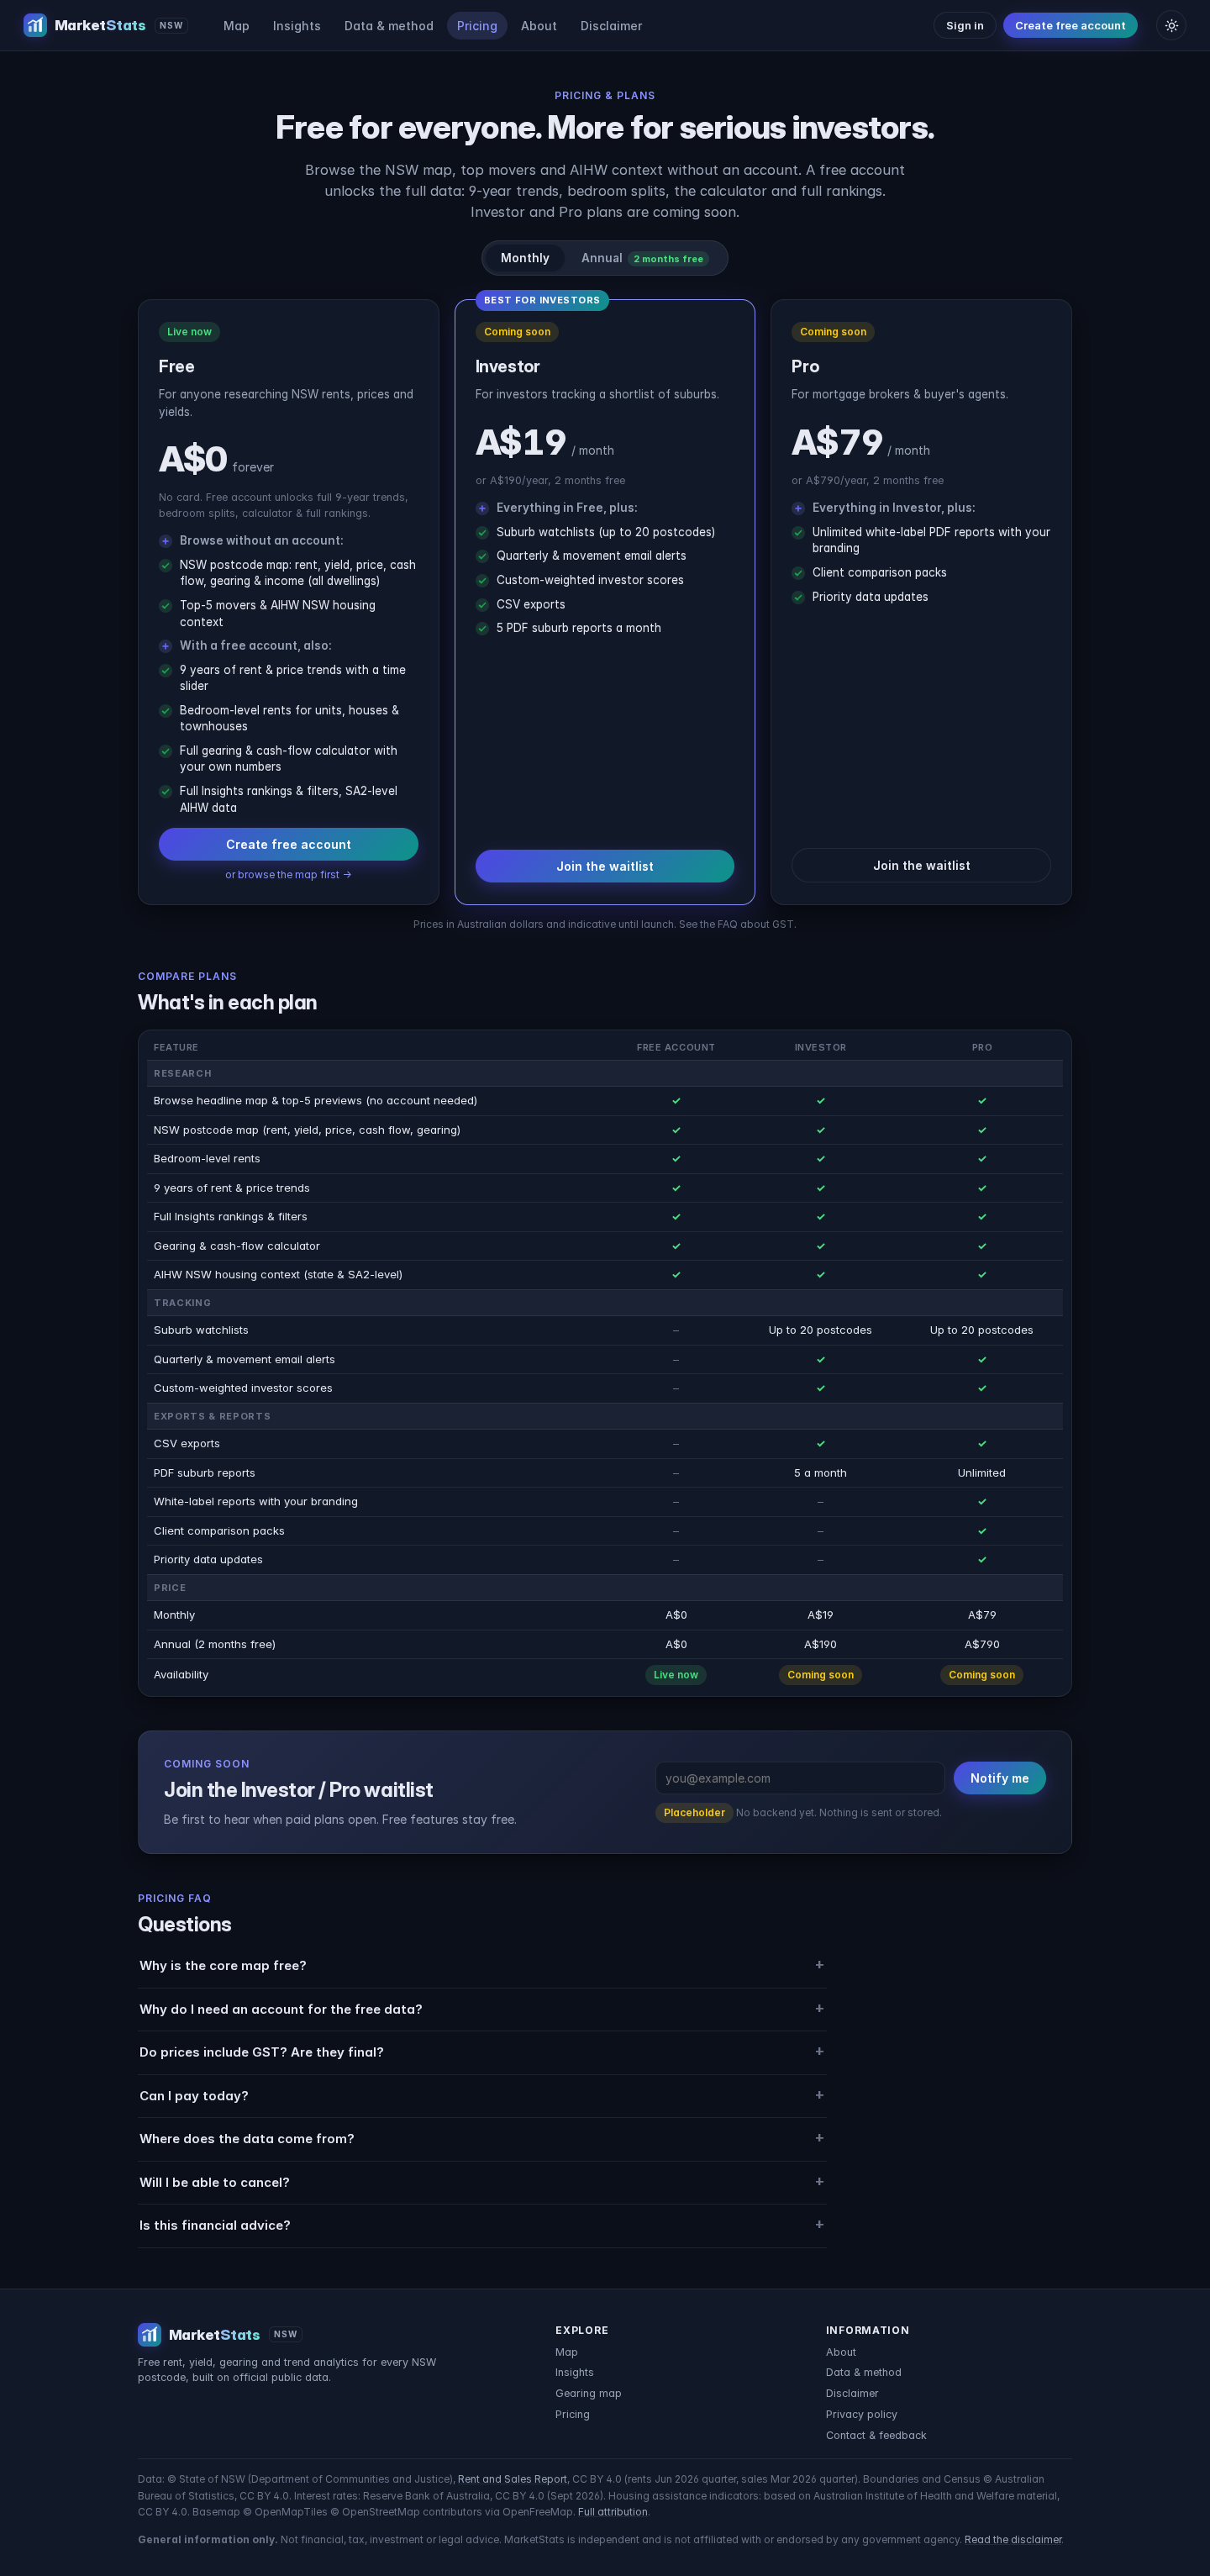 MarketStats NSW Map Insights Data & method Pricing About Disclaimer Sign in Create free account
PRICING & PLANS
Free for everyone. More for serious investors.
Browse the NSW map, top movers and AIHW context without an account. A free account
unlocks the full data: 9-year trends, bedroom splits, the calculator and full rankings.
Investor and Pro plans are coming soon.
Monthly Annual 2 months free
Live now
Free
For anyone researching NSW rents, prices and
yields.
A$0 forever
No card. Free account unlocks full 9-year trends,
bedroom splits, calculator & full rankings.
Browse without an account:
NSW postcode map: rent, yield, price, cash
flow, gearing & income (all dwellings)
Top-5 movers & AIHW NSW housing
context
With a free account, also:
9 years of rent & price trends with a time
slider
Bedroom-level rents for units, houses &
townhouses
Full gearing & cash-flow calculator with
your own numbers
Full Insights rankings & filters, SA2-level
AIHW data
Create free account
or browse the map first →
BEST FOR INVESTORS
Coming soon
Investor
For investors tracking a shortlist of suburbs.
A$19 / month
or A$190/year, 2 months free
Everything in Free, plus:
Suburb watchlists (up to 20 postcodes)
Quarterly & movement email alerts
Custom-weighted investor scores
CSV exports
5 PDF suburb reports a month
Join the waitlist
Coming soon
Pro
For mortgage brokers & buyer's agents.
A$79 / month
or A$790/year, 2 months free
Everything in Investor, plus:
Unlimited white-label PDF reports with your
branding
Client comparison packs
Priority data updates
Join the waitlist
Prices in Australian dollars and indicative until launch. See the FAQ about GST.
COMPARE PLANS
What's in each plan
FEATURE FREE ACCOUNT INVESTOR PRO
RESEARCH
Browse headline map & top-5 previews (no account needed) ✓ ✓ ✓
NSW postcode map (rent, yield, price, cash flow, gearing) ✓ ✓ ✓
Bedroom-level rents ✓ ✓ ✓
9 years of rent & price trends ✓ ✓ ✓
Full Insights rankings & filters ✓ ✓ ✓
Gearing & cash-flow calculator ✓ ✓ ✓
AIHW NSW housing context (state & SA2-level) ✓ ✓ ✓
TRACKING
Suburb watchlists – Up to 20 postcodes Up to 20 postcodes
Quarterly & movement email alerts – ✓ ✓
Custom-weighted investor scores – ✓ ✓
EXPORTS & REPORTS
CSV exports – ✓ ✓
PDF suburb reports – 5 a month Unlimited
White-label reports with your branding – – ✓
Client comparison packs – – ✓
Priority data updates – – ✓
PRICE
Monthly A$0 A$19 A$79
Annual (2 months free) A$0 A$190 A$790
Availability Live now Coming soon Coming soon
COMING SOON
Join the Investor / Pro waitlist
Be first to hear when paid plans open. Free features stay free.
you@example.com Notify me
Placeholder No backend yet. Nothing is sent or stored.
PRICING FAQ
Questions
Why is the core map free? +
Why do I need an account for the free data? +
Do prices include GST? Are they final? +
Can I pay today? +
Where does the data come from? +
Will I be able to cancel? +
Is this financial advice? +
MarketStats NSW
Free rent, yield, gearing and trend analytics for every NSW
postcode, built on official public data.
EXPLORE
Map
Insights
Gearing map
Pricing
INFORMATION
About
Data & method
Disclaimer
Privacy policy
Contact & feedback
Data: © State of NSW (Department of Communities and Justice), Rent and Sales Report, CC BY 4.0 (rents Jun 2026 quarter, sales Mar 2026 quarter). Boundaries and Census © Australian
Bureau of Statistics, CC BY 4.0. Interest rates: Reserve Bank of Australia, CC BY 4.0 (Sept 2026). Housing assistance indicators: based on Australian Institute of Health and Welfare material,
CC BY 4.0. Basemap © OpenMapTiles © OpenStreetMap contributors via OpenFreeMap. Full attribution.
General information only. Not financial, tax, investment or legal advice. MarketStats is independent and is not affiliated with or endorsed by any government agency. Read the disclaimer.